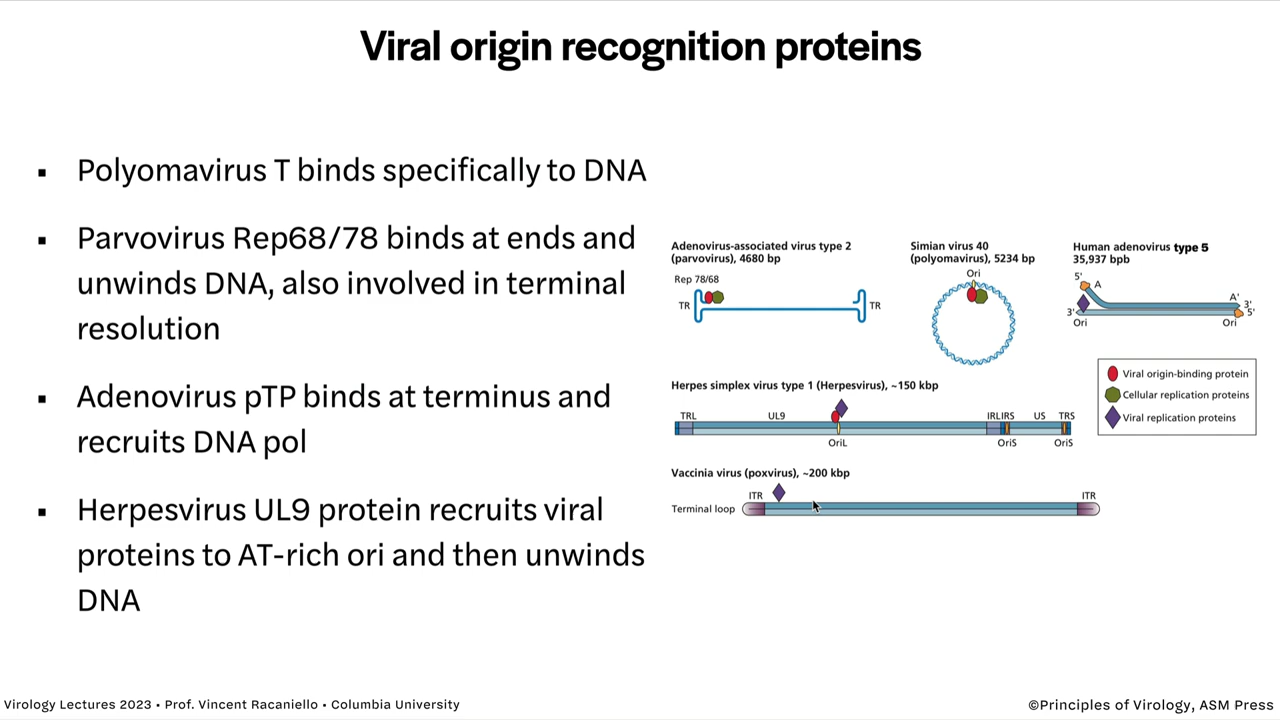 Viral origin recognition proteins
▪ Polyomavirus T binds specifically to DNA
▪ Parvovirus Rep68/78 binds at ends and
unwinds DNA, also involved in terminal
resolution
▪ Adenovirus pTP binds at terminus and
recruits DNA pol
▪ Herpesvirus UL9 protein recruits viral
proteins to AT-rich ori and then unwinds
DNA
Adenovirus-associated virus type 2
(parvovirus), 4680 bp
Rep 78/68
TR
TR
Simian virus 40
(polyomavirus), 5234 bp
Ori
Human adenovirus type 5
35,937 bpb
5'
A
3'
Ori
A'
3'
5'
Ori
Viral origin-binding protein
Cellular replication proteins
Viral replication proteins
Herpes simplex virus type 1 (Herpesvirus), ~150 kbp
TRL UL9 IRLIRS US TRS
OriL OriS OriS
Vaccinia virus (poxvirus), ~200 kbp
ITR ITR
Terminal loop
Virology Lectures 2023 • Prof. Vincent Racaniello • Columbia University
©Principles of Virology, ASM Press